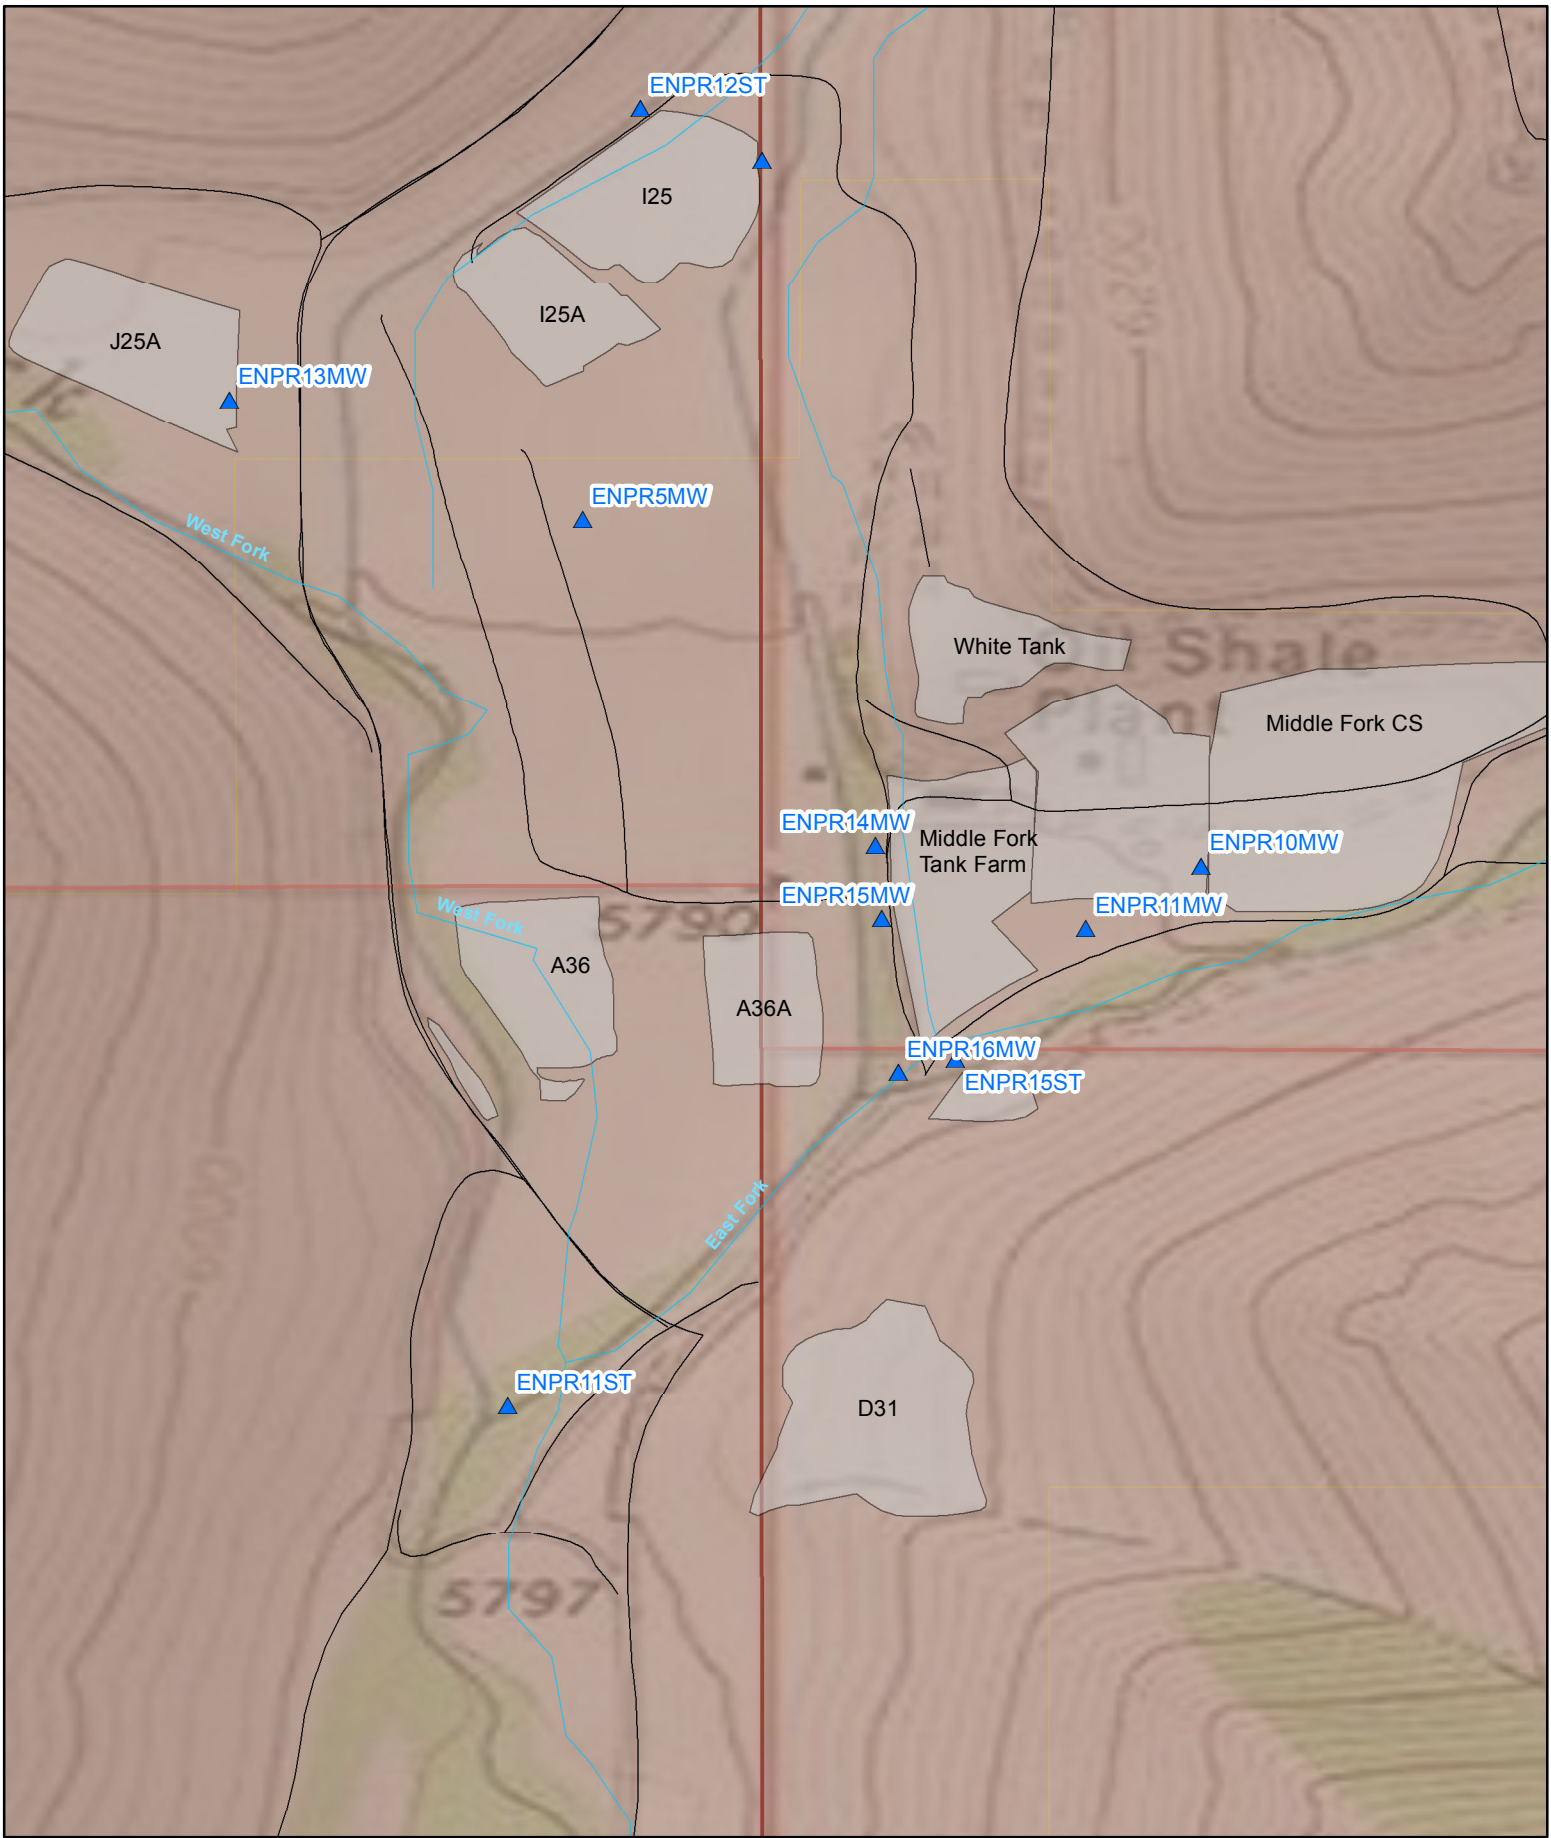 ENPR12ST
I25
I25A
J25A
ENPR13MW
ENPR5MW
West Fork
White Tank
Shale
Plant
Middle Fork CS
ENPR14MW
Middle Fork
Tank Farm
ENPR10MW
ENPR15MW
ENPR11MW
West Fork
5790
A36
A36A
ENPR16MW
ENPR15ST
East Fork
ENPR11ST
D31
5797